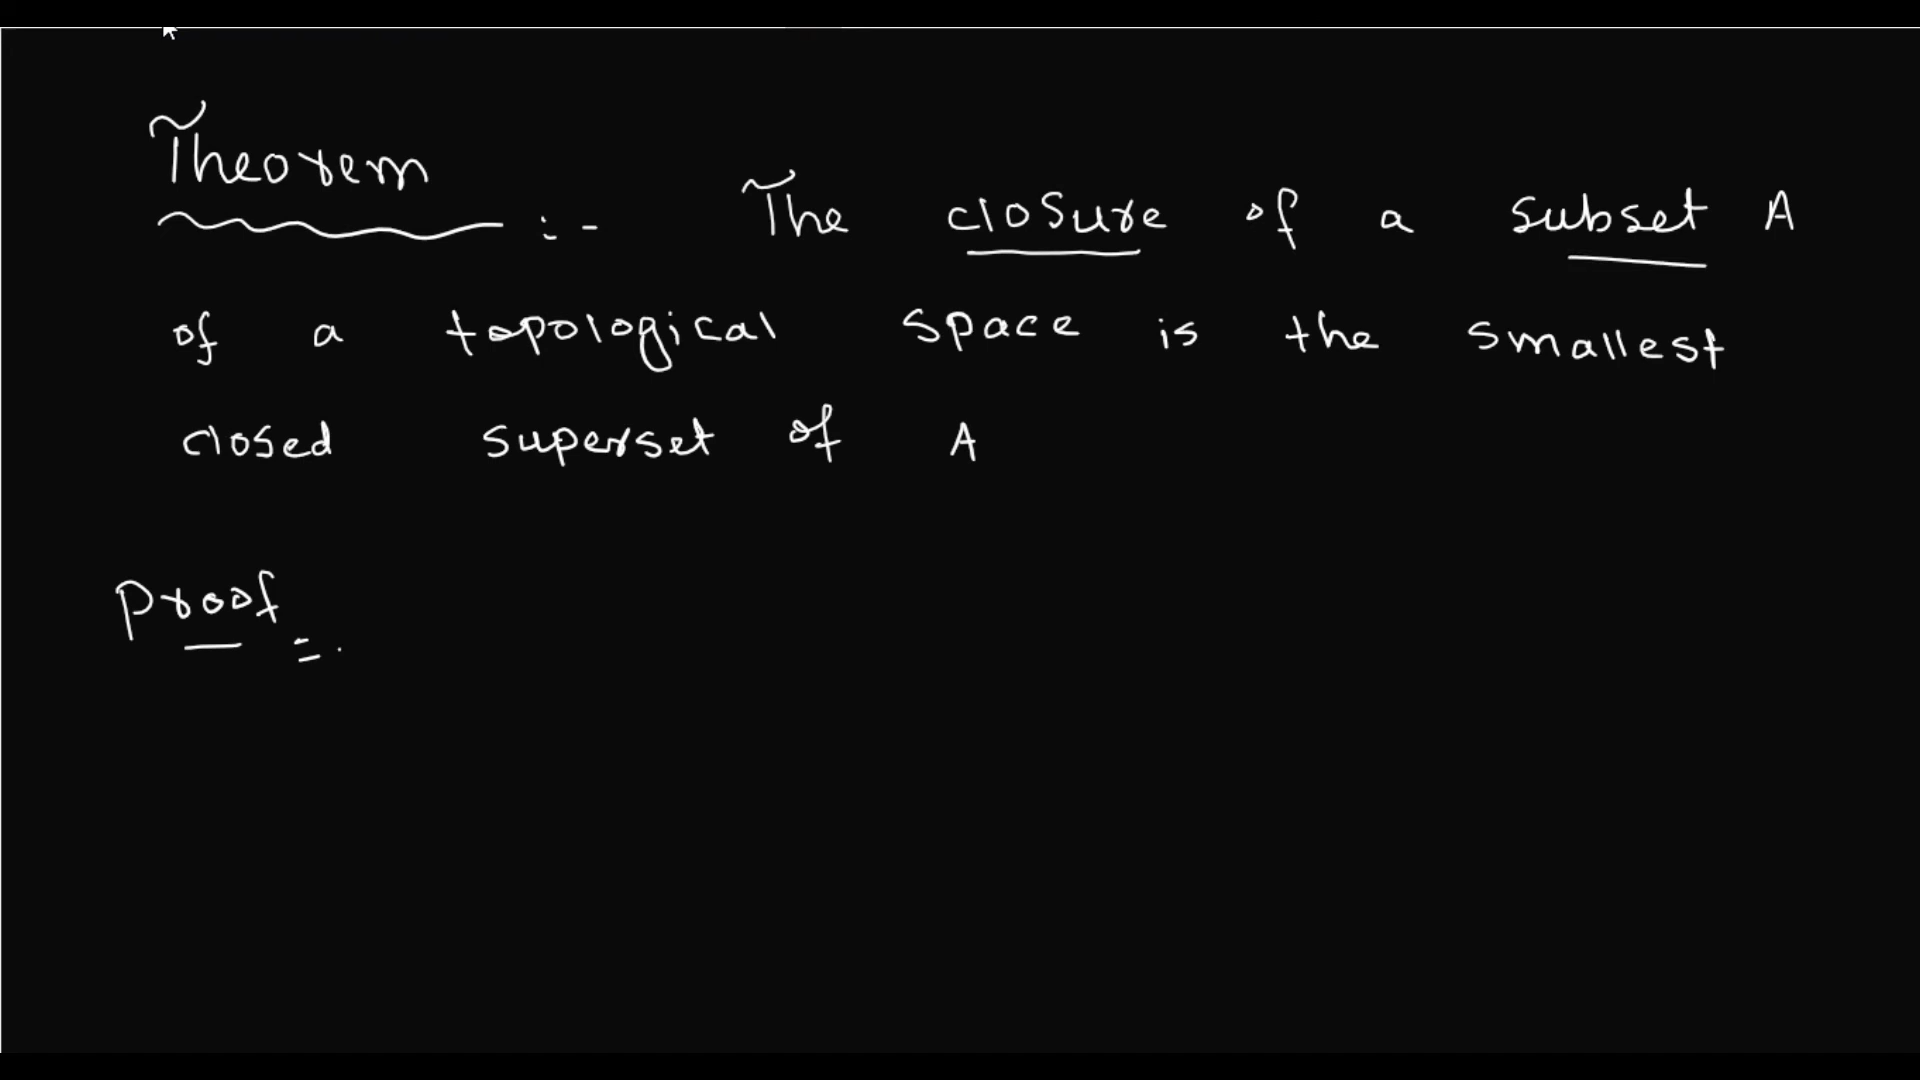 Theorem :- The closure of a subset A
of a topological space is the smallest
closed superset of A
Proof =.